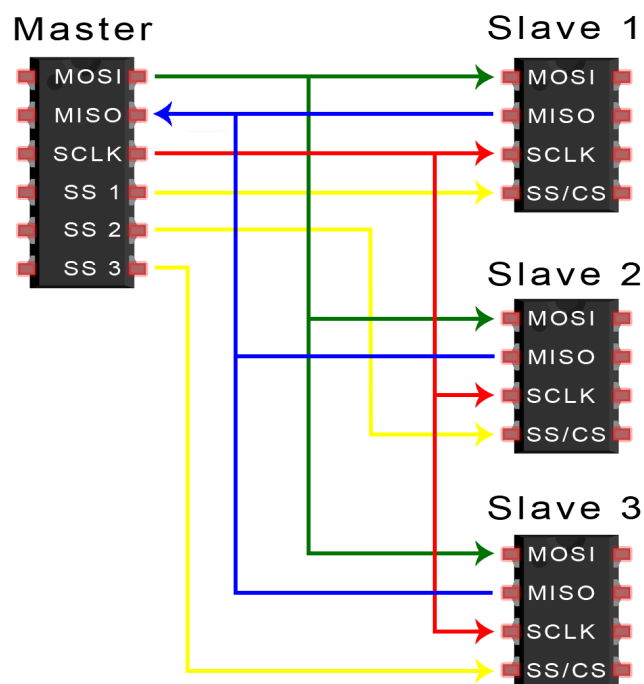 Master
MOSI
MISO
SCLK
SS 1
SS 2
SS 3
Slave 1
MOSI
MISO
SCLK
SS/CS
Slave 2
MOSI
MISO
SCLK
SS/CS
Slave 3
MOSI
MISO
SCLK
SS/CS